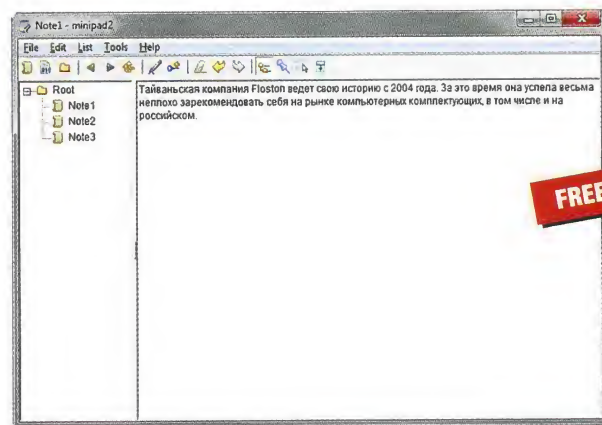 Note1 - minipad2
File Edit List Tools Help
Root
Note1
Note2
Note3
Тайваньская компания Floston ведет свою историю с 2004 года. За это время она успела весьма
неплохо зарекомендовать себя на рынке компьютерных комплектующих, в том числе и на
российском.
FREE